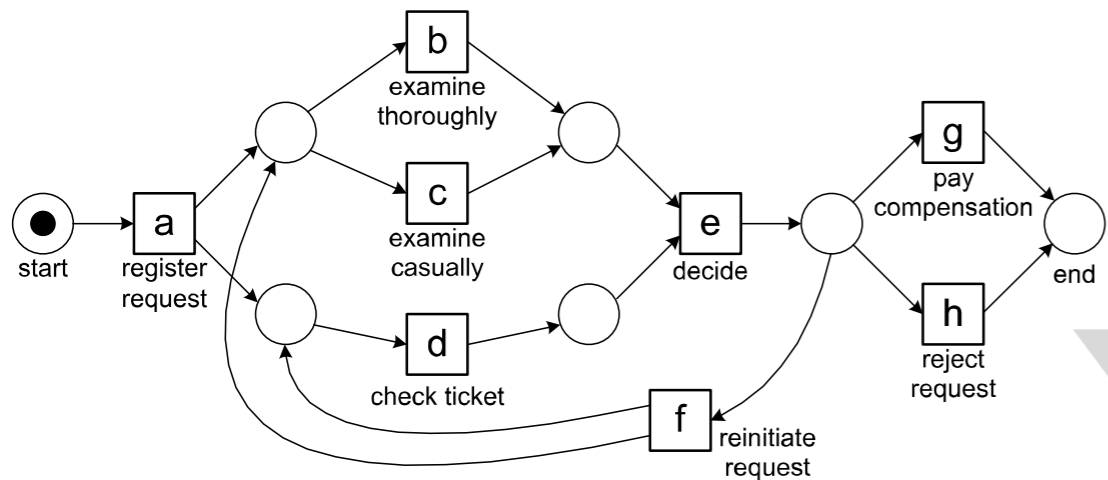 b
examine
thoroughly
g
pay
compensation
c
examine
casually
start
a
register
request
e
decide
end
d
check ticket
h
reject
request
f
reinitiate
request